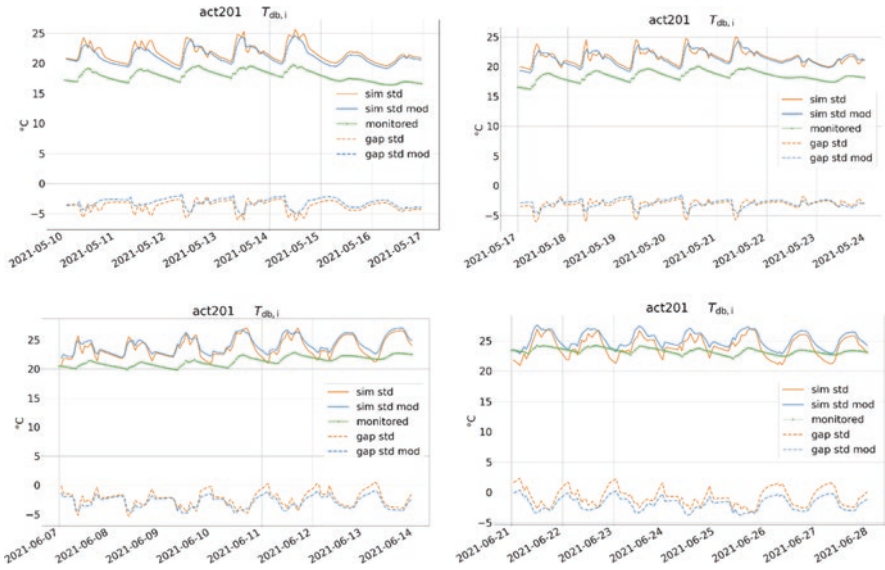 act201 T_db,i
25
20
15
10
5
0
−5
°C
sim std
sim std mod
monitored
gap std
gap std mod
2021-05-10
2021-05-11
2021-05-12
2021-05-13
2021-05-14
2021-05-15
2021-05-16
2021-05-17
act201 T_db,i
25
20
15
10
5
0
−5
°C
sim std
sim std mod
monitored
gap std
gap std mod
2021-05-17
2021-05-18
2021-05-19
2021-05-20
2021-05-21
2021-05-22
2021-05-23
2021-05-24
act201 T_db,i
25
20
15
10
5
0
−5
°C
sim std
sim std mod
monitored
gap std
gap std mod
2021-06-07
2021-06-08
2021-06-09
2021-06-10
2021-06-11
2021-06-12
2021-06-13
2021-06-14
act201 T_db,i
25
20
15
10
5
0
−5
°C
sim std
sim std mod
monitored
gap std
gap std mod
2021-06-21
2021-06-22
2021-06-23
2021-06-24
2021-06-25
2021-06-26
2021-06-27
2021-06-28